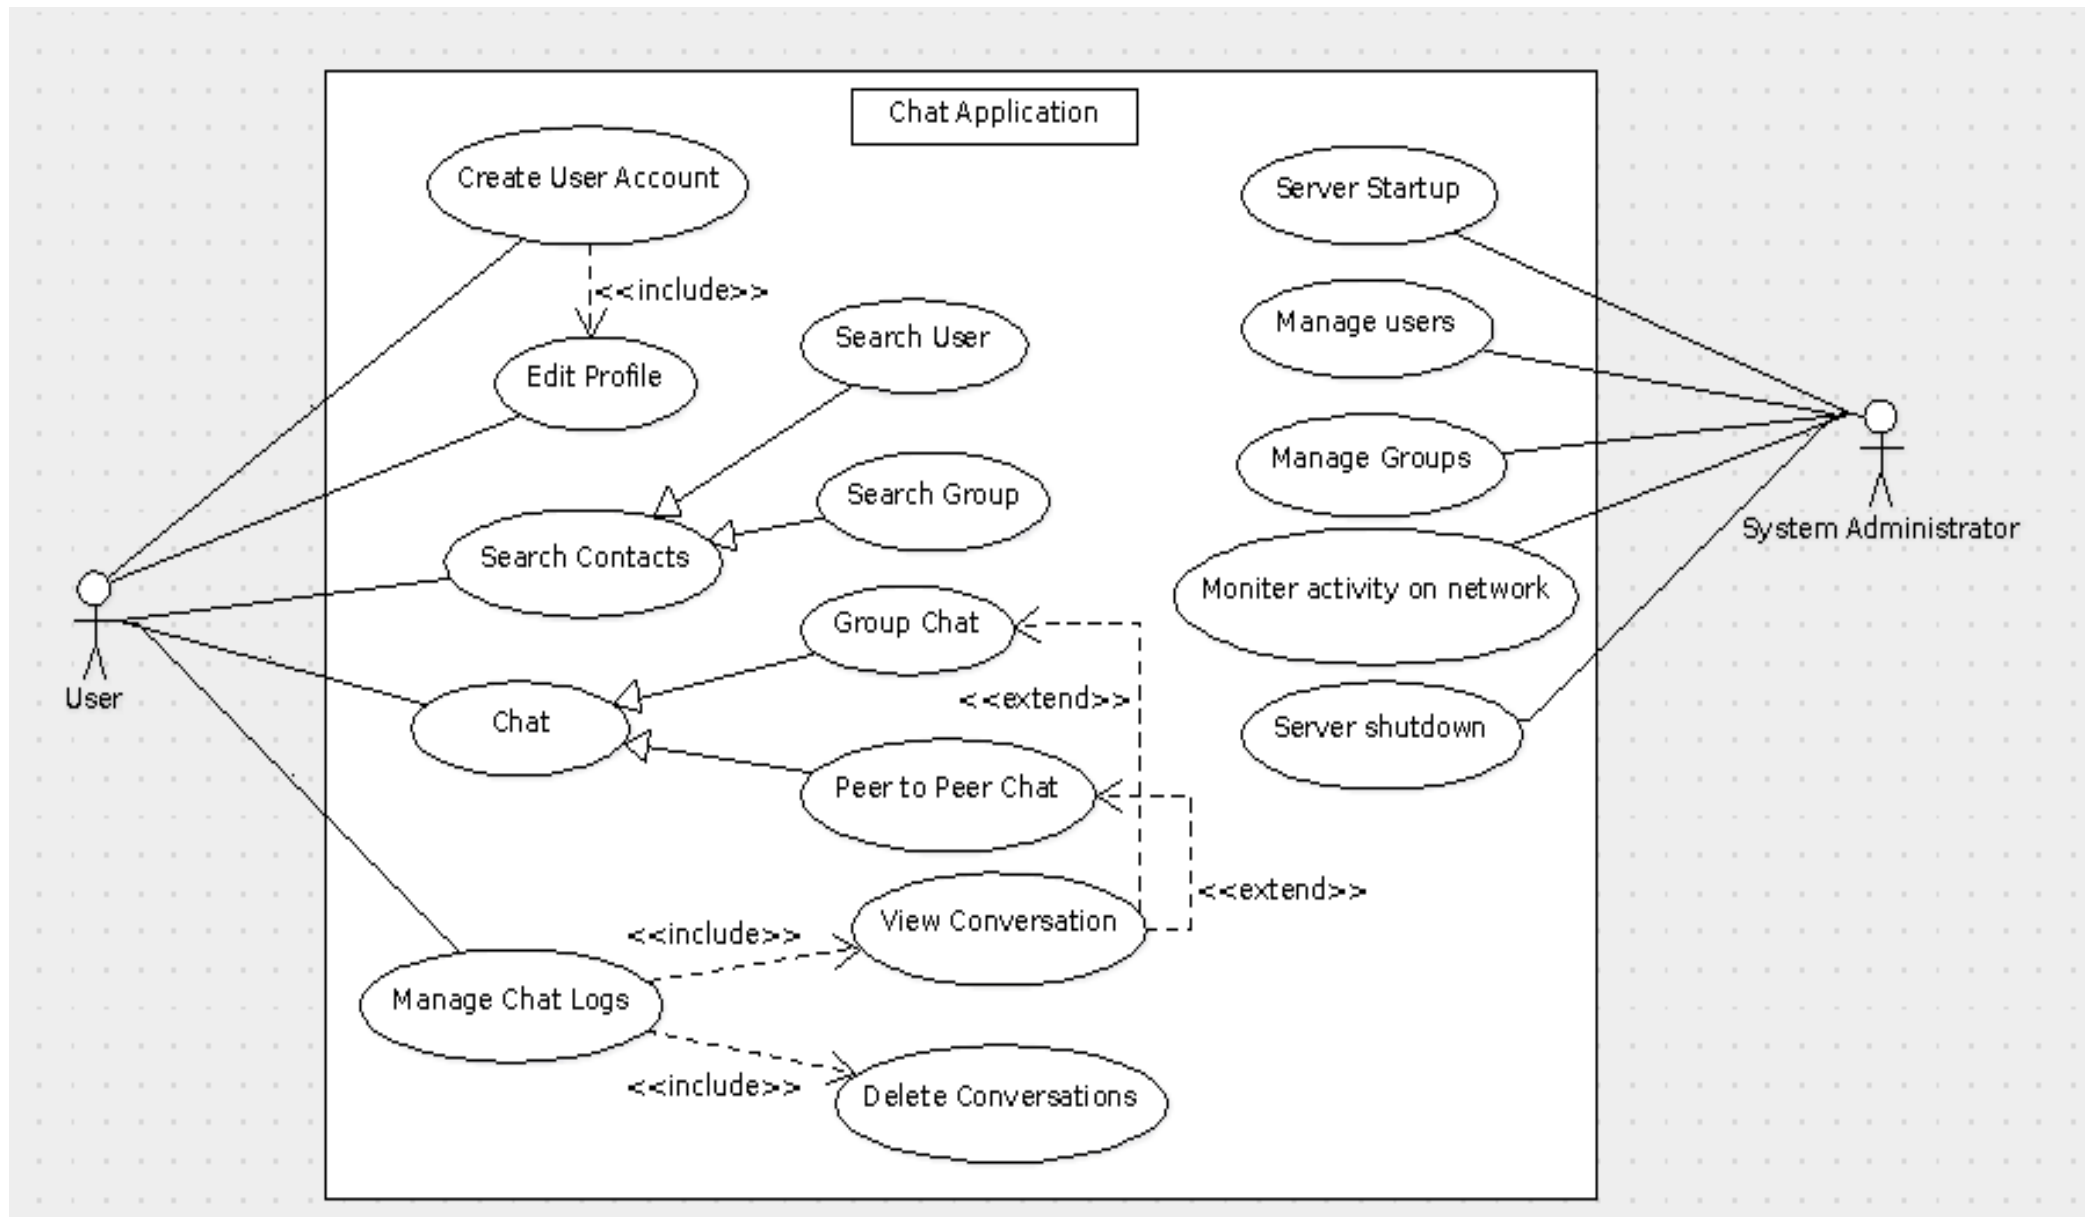 Chat Application
Create User Account
Server Startup
<<include>>
Manage users
Search User
Edit Profile
Manage Groups
Search Group
System Administrator
Search Contacts
Moniter activity on network
Group Chat
User
<<extend>>
Chat
Server shutdown
Peer to Peer Chat
<<extend>>
View Conversation
<<include>>
Manage Chat Logs
<<include>>
Delete Conversations